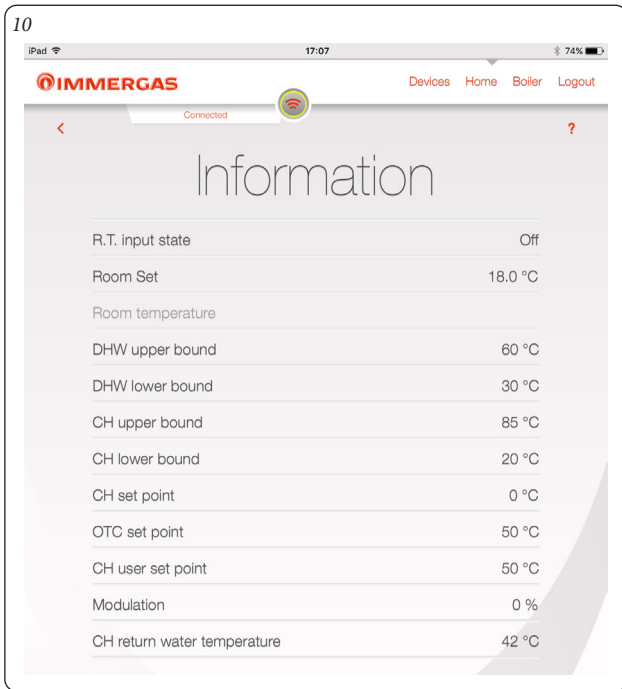 10
iPad 17:07 74%
IMMERGAS Devices Home Boiler Logout
Connected
< ?
Information
R.T. input state Off
Room Set 18.0 °C
Room temperature
DHW upper bound 60 °C
DHW lower bound 30 °C
CH upper bound 85 °C
CH lower bound 20 °C
CH set point 0 °C
OTC set point 50 °C
CH user set point 50 °C
Modulation 0 %
CH return water temperature 42 °C